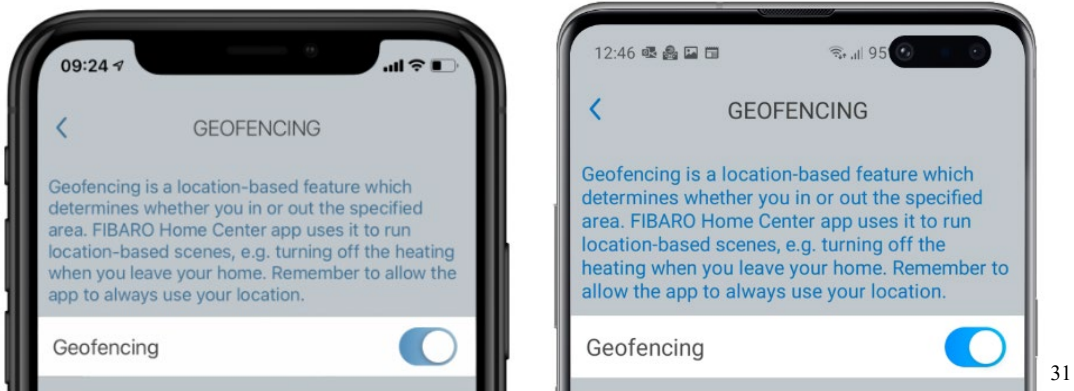 09:24
GEOFENCING
Geofencing is a location-based feature which
determines whether you in or out the specified
area. FIBARO Home Center app uses it to run
location-based scenes, e.g. turning off the
heating when you leave your home. Remember to allow the
app to always use your location.
Geofencing
12:46 95
GEOFENCING
Geofencing is a location-based feature which
determines whether you in or out the specified
area. FIBARO Home Center app uses it to run
location-based scenes, e.g. turning off the
heating when you leave your home. Remember to
allow the app to always use your location.
Geofencing
31